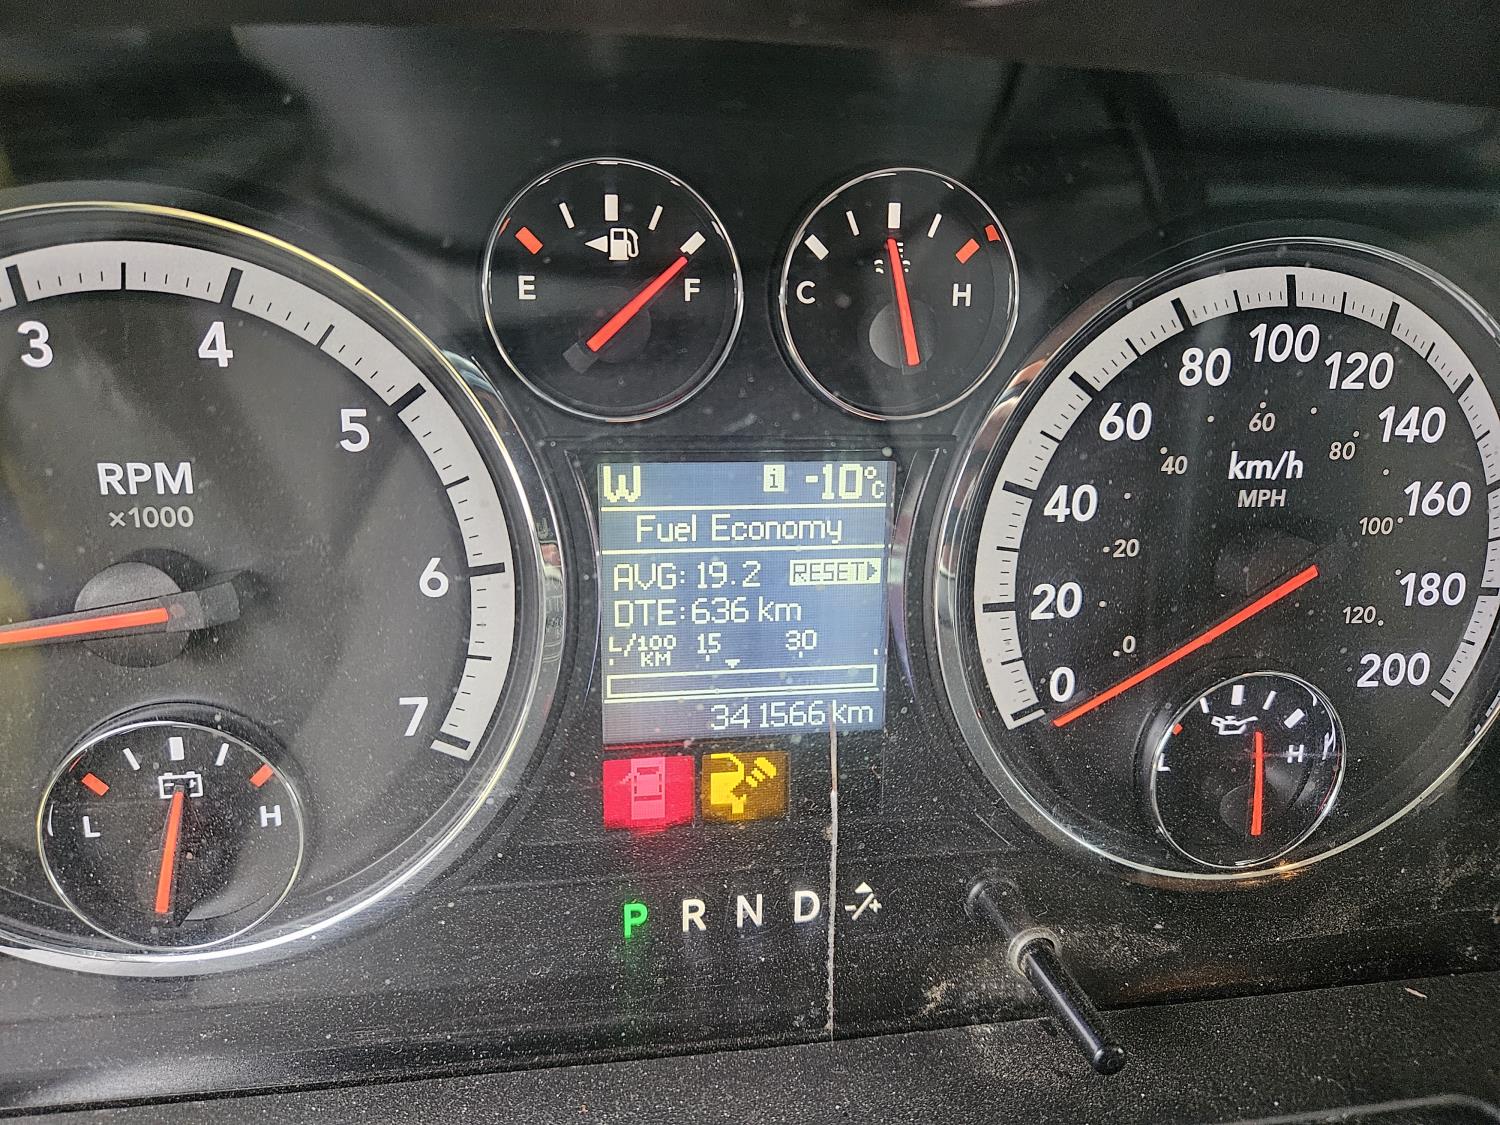 3
4
5
6
7
RPM
×1000
L
H
E
F
C
H
W
i
-10°C
Fuel Economy
AVG: 19.2 RESET
DTE: 636 km
L/100 KM 15 30
341566 km
P R N D -/+
0
20
40
60
80
100
120
140
160
180
200
km/h
MPH
0
20
40
60
80
100
120
L
H